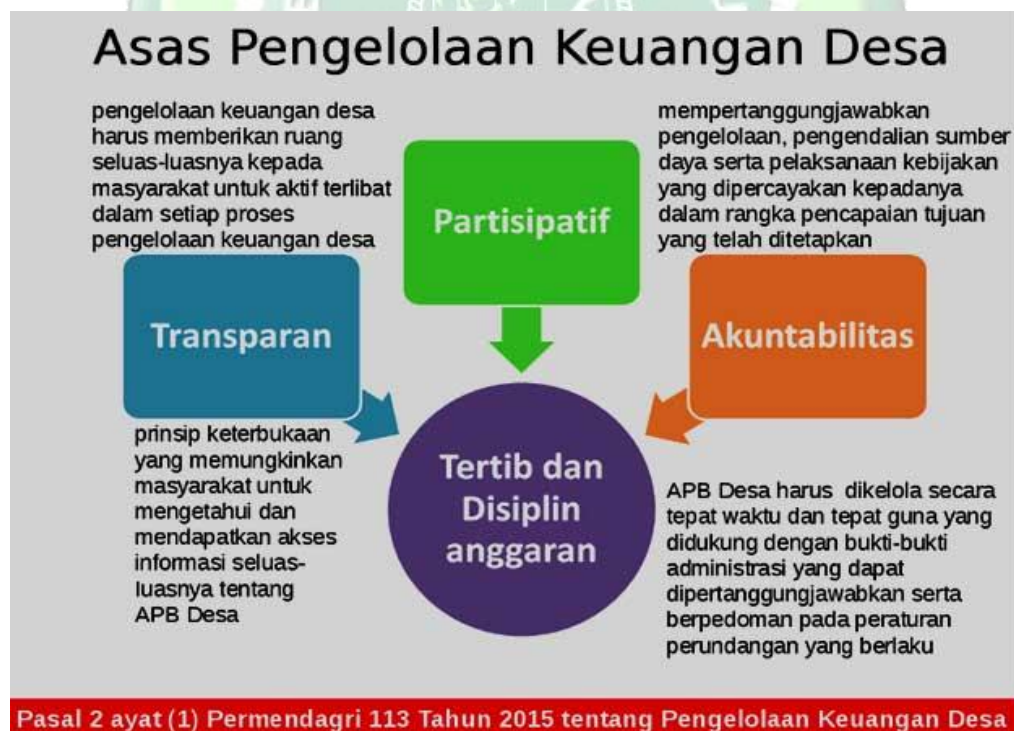 Asas Pengelolaan Keuangan Desa
pengelolaan keuangan desa
harus memberikan ruang
seluas-luasnya kepada
masyarakat untuk aktif terlibat
dalam setiap proses
pengelolaan keuangan desa
Partisipatif
mempertanggungjawabkan
pengelolaan, pengendalian sumber
daya serta pelaksanaan kebijakan
yang dipercayakan kepadanya
dalam rangka pencapaian tujuan
yang telah ditetapkan
Transparan
Akuntabilitas
prinsip keterbukaan
yang memungkinkan
masyarakat untuk
mengetahui dan
mendapatkan akses
informasi seluas-
luasnya tentang
APB Desa
Tertib dan
Disiplin
anggaran
APB Desa harus dikelola secara
tepat waktu dan tepat guna yang
didukung dengan bukti-bukti
administrasi yang dapat
dipertanggungjawabkan serta
berpedoman pada peraturan
perundangan yang berlaku
Pasal 2 ayat (1) Permendagri 113 Tahun 2015 tentang Pengelolaan Keuangan Desa